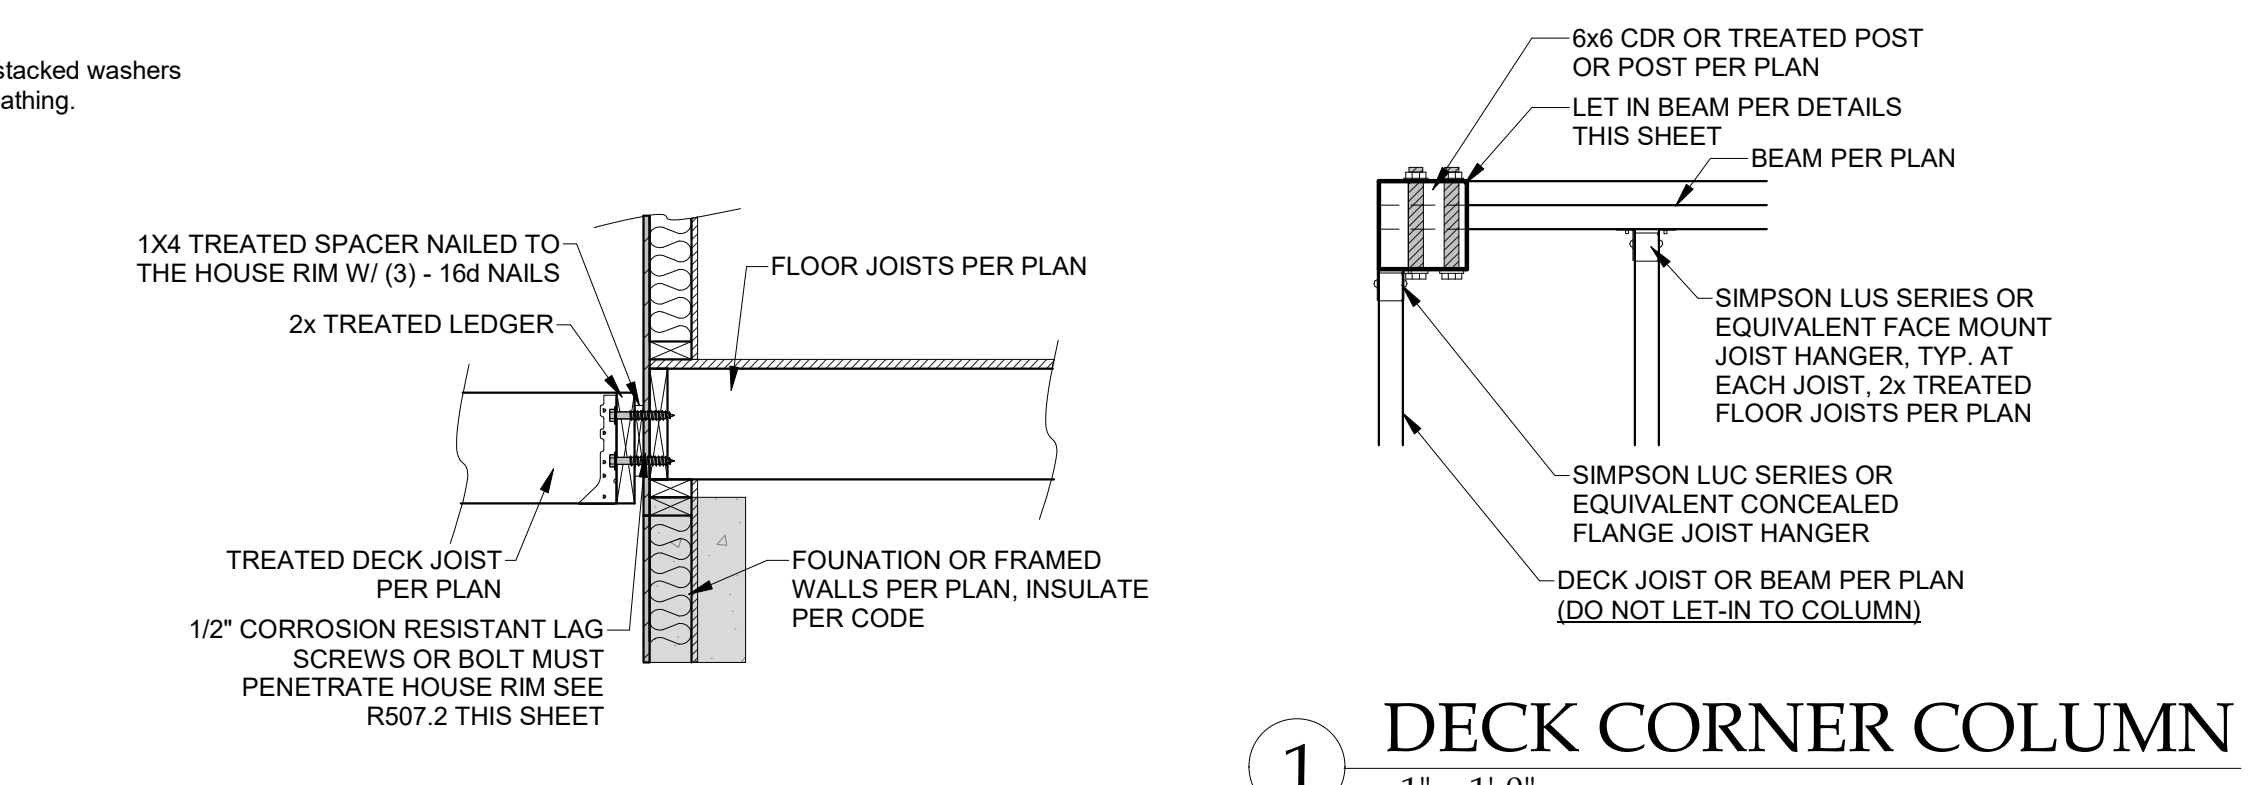 stacked washers
athing.
1X4 TREATED SPACER NAILED TO
THE HOUSE RIM W/ (3) - 16d NAILS
2x TREATED LEDGER
FLOOR JOISTS PER PLAN
TREATED DECK JOIST
PER PLAN
1/2" CORROSION RESISTANT LAG
SCREWS OR BOLT MUST
PENETRATE HOUSE RIM SEE
R507.2 THIS SHEET
FOUNATION OR FRAMED
WALLS PER PLAN, INSULATE
PER CODE
6x6 CDR OR TREATED POST
OR POST PER PLAN
LET IN BEAM PER DETAILS
THIS SHEET
BEAM PER PLAN
SIMPSON LUS SERIES OR
EQUIVALENT FACE MOUNT
JOIST HANGER, TYP. AT
EACH JOIST, 2x TREATED
FLOOR JOISTS PER PLAN
SIMPSON LUC SERIES OR
EQUIVALENT CONCEALED
FLANGE JOIST HANGER
DECK JOIST OR BEAM PER PLAN
(DO NOT LET-IN TO COLUMN)
1
DECK CORNER COLUMN